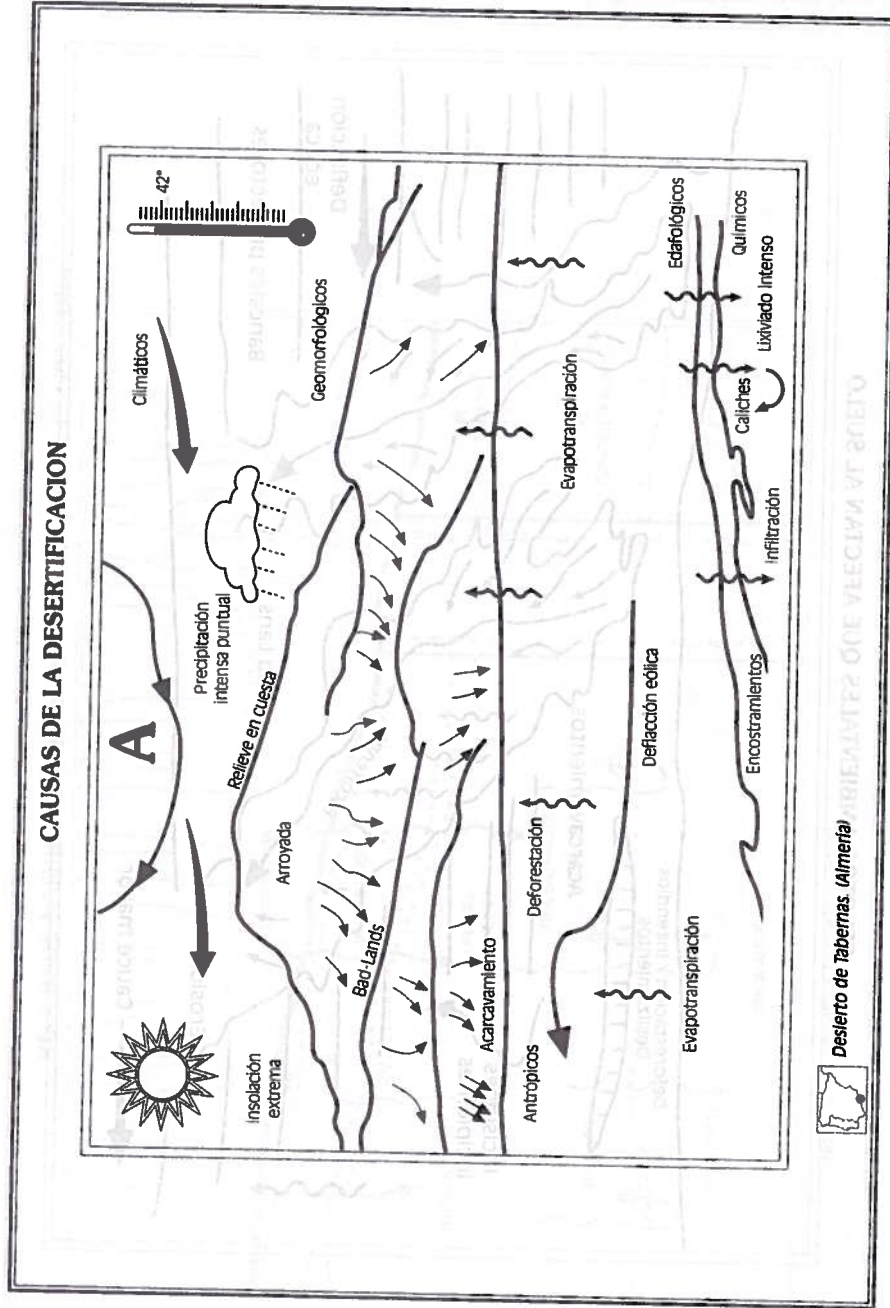 CAUSAS DE LA DESERTIFICACION
A
42°
Climáticos
Precipitación
intensa puntual
Insolación
extrema
Relieve en cuesta
Geomorfológicos
Arroyada
Bad-Lands
Acarcavamiento
Antrópicos
Deforestación
Evapotranspiración
Deflacción eólica
Evapotranspiración
Edafológicos
Químicos
Lixiviado Intenso
Caliches
Infiltración
Encostramientos
Desierto de Tabernas. (Almería)